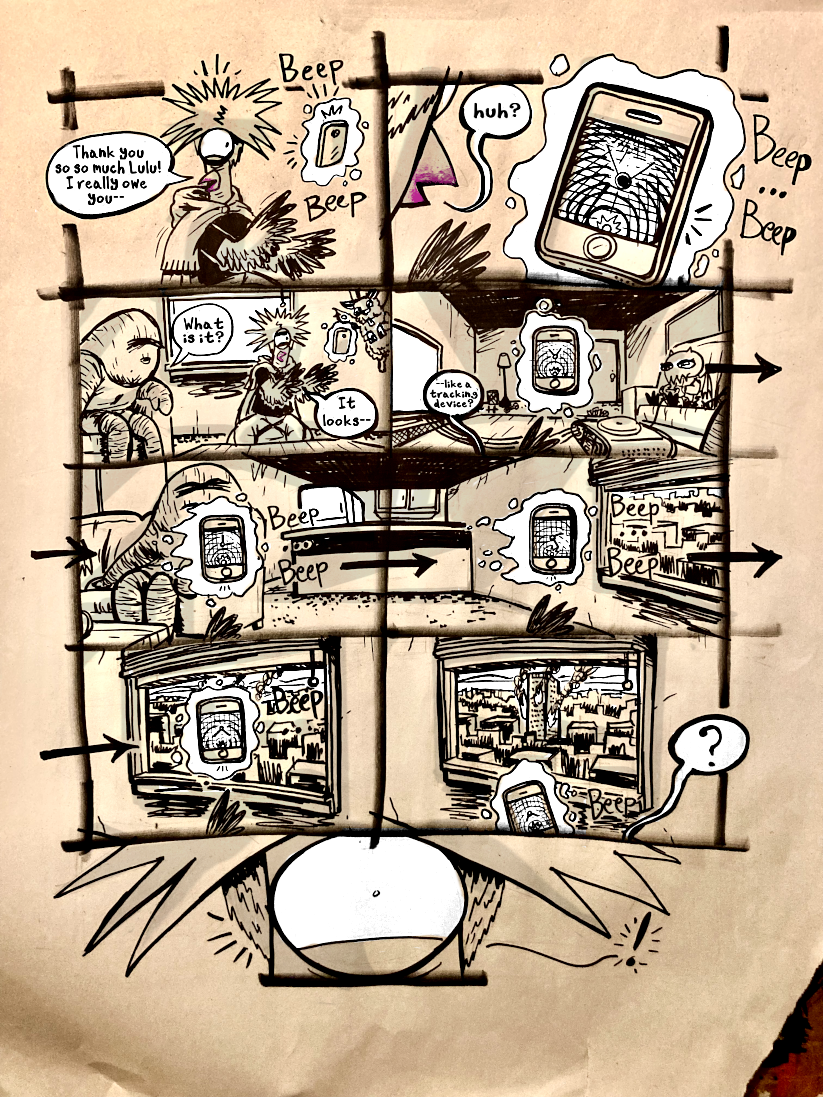 Beep
Thank you
so so much Lulu!
I really owe
you--
Beep
huh?
Beep
...
Beep
What
is it?
It
looks--
--like a
tracking
device?
Beep
...
Beep
Beep
...
Beep
Beep
Beep
?
!